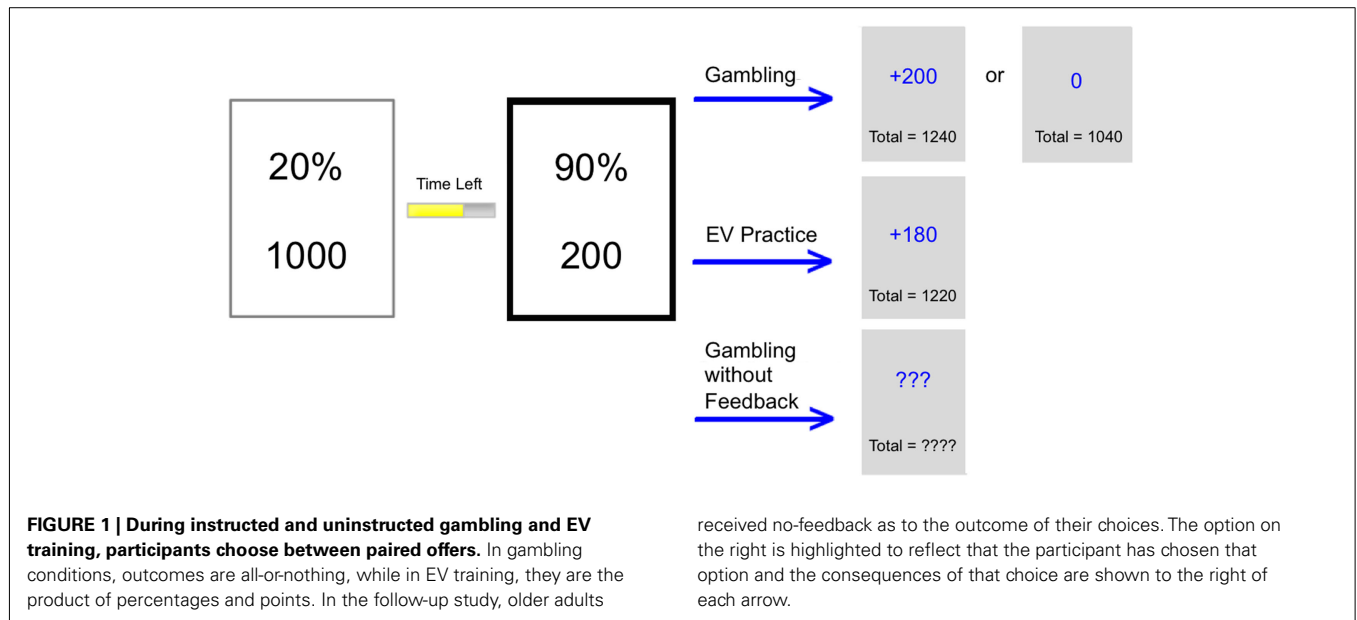 20%
1000
Time Left
90%
200
Gambling
+200
Total = 1240
or
0
Total = 1040
EV Practice
+180
Total = 1220
Gambling
without
Feedback
???
Total = ????
FIGURE 1 | During instructed and uninstructed gambling and EV
training, participants choose between paired offers. In gambling
conditions, outcomes are all-or-nothing, while in EV training, they are the
product of percentages and points. In the follow-up study, older adults
received no-feedback as to the outcome of their choices. The option on
the right is highlighted to reflect that the participant has chosen that
option and the consequences of that choice are shown to the right of
each arrow.